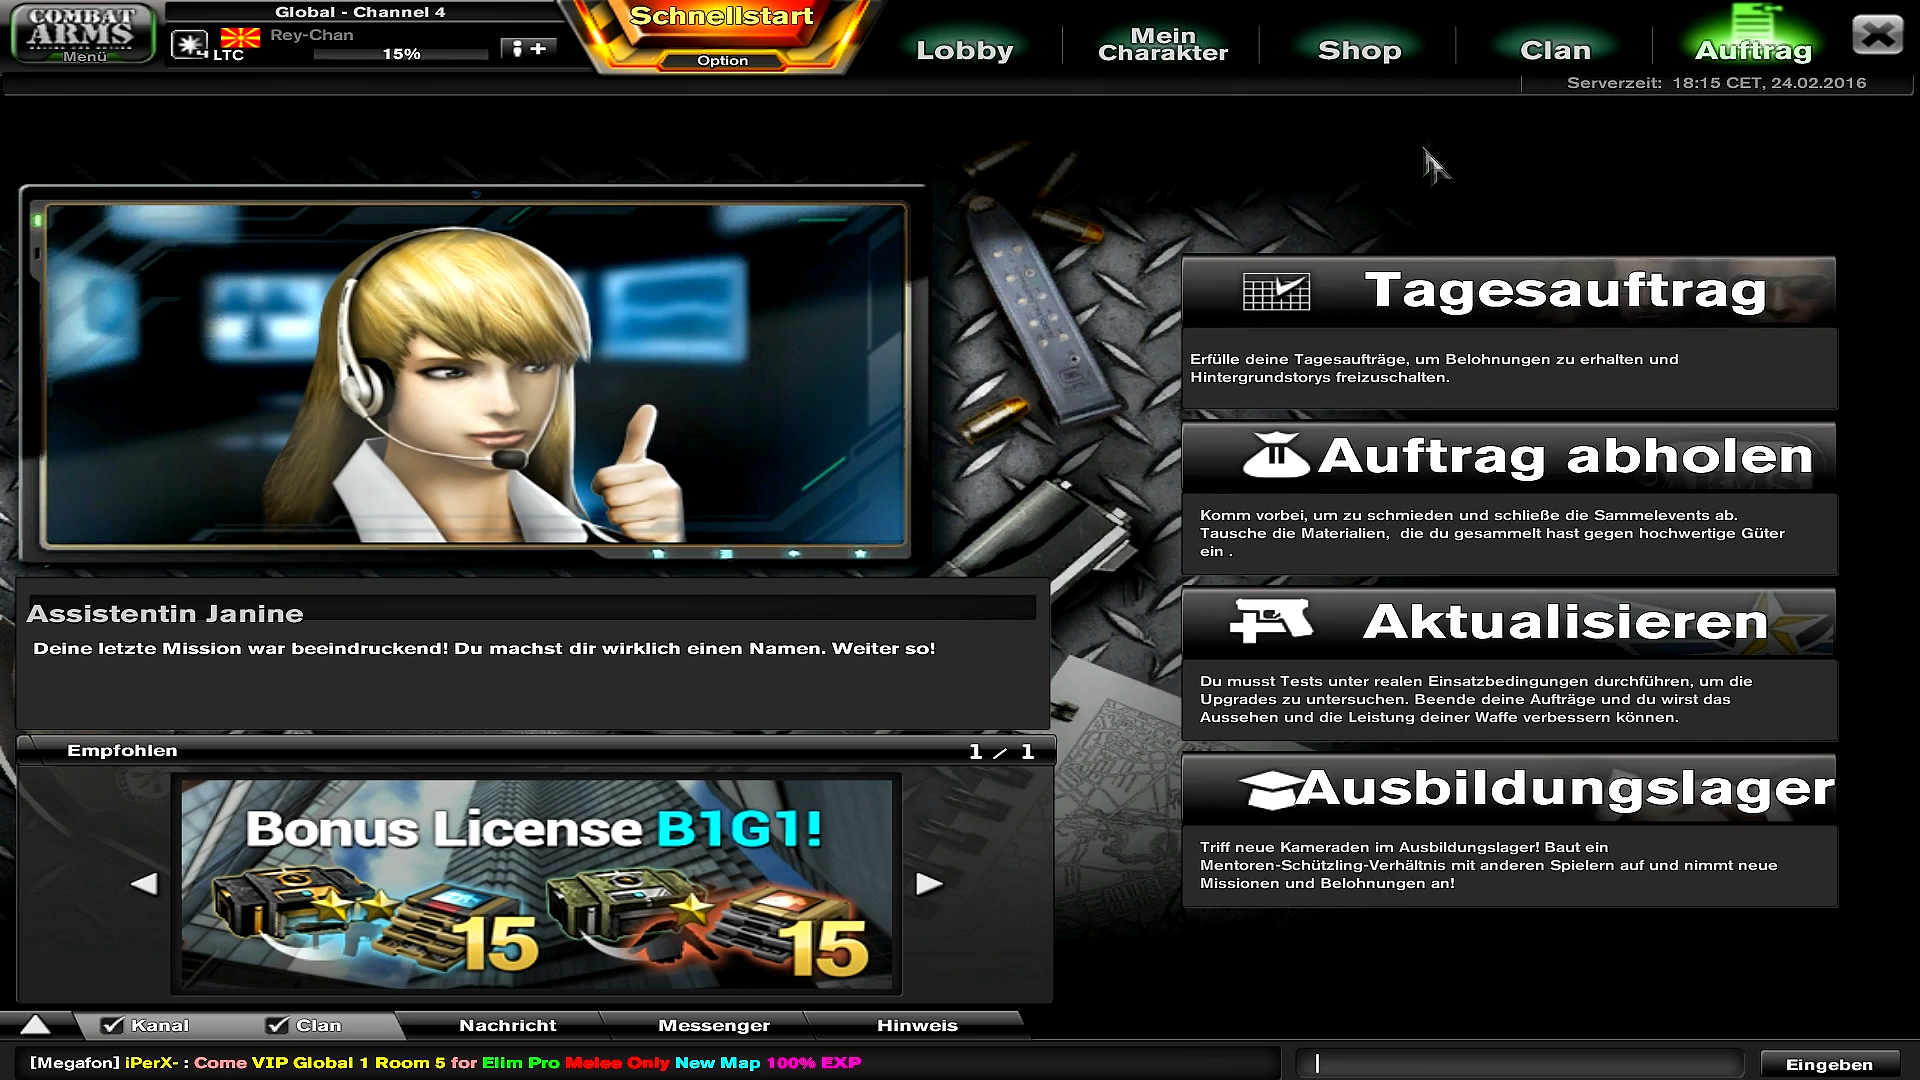 COMBAT
ARMS
Menü
Global - Channel 4
4 LTC
Rey-Chan
15%
Schnellstart
Option
Lobby
Mein
Charakter
Shop
Clan
Auftrag
Serverzeit: 18:15 CET, 24.02.2016
Tagesauftrag
Erfülle deine Tagesaufträge, um Belohnungen zu erhalten und
Hintergrundstorys freizuschalten.
Auftrag abholen
Komm vorbei, um zu schmieden und schließe die Sammelevents ab.
Tausche die Materialien, die du gesammelt hast gegen hochwertige Güter
ein .
Aktualisieren
Du musst Tests unter realen Einsatzbedingungen durchführen, um die
Upgrades zu untersuchen. Beende deine Aufträge und du wirst das
Aussehen und die Leistung deiner Waffe verbessern können.
Ausbildungslager
Triff neue Kameraden im Ausbildungslager! Baut ein
Mentoren-Schützling-Verhältnis mit anderen Spielern auf und nimmt neue
Missionen und Belohnungen an!
Assistentin Janine
Deine letzte Mission war beeindruckend! Du machst dir wirklich einen Namen. Weiter so!
Empfohlen
1 / 1
Bonus License B1G1!
15
15
Kanal
Clan
Nachricht
Messenger
Hinweis
[Megafon] iPerX- : Come VIP Global 1 Room 5 for Elim Pro Melee Only New Map 100% EXP
Eingeben